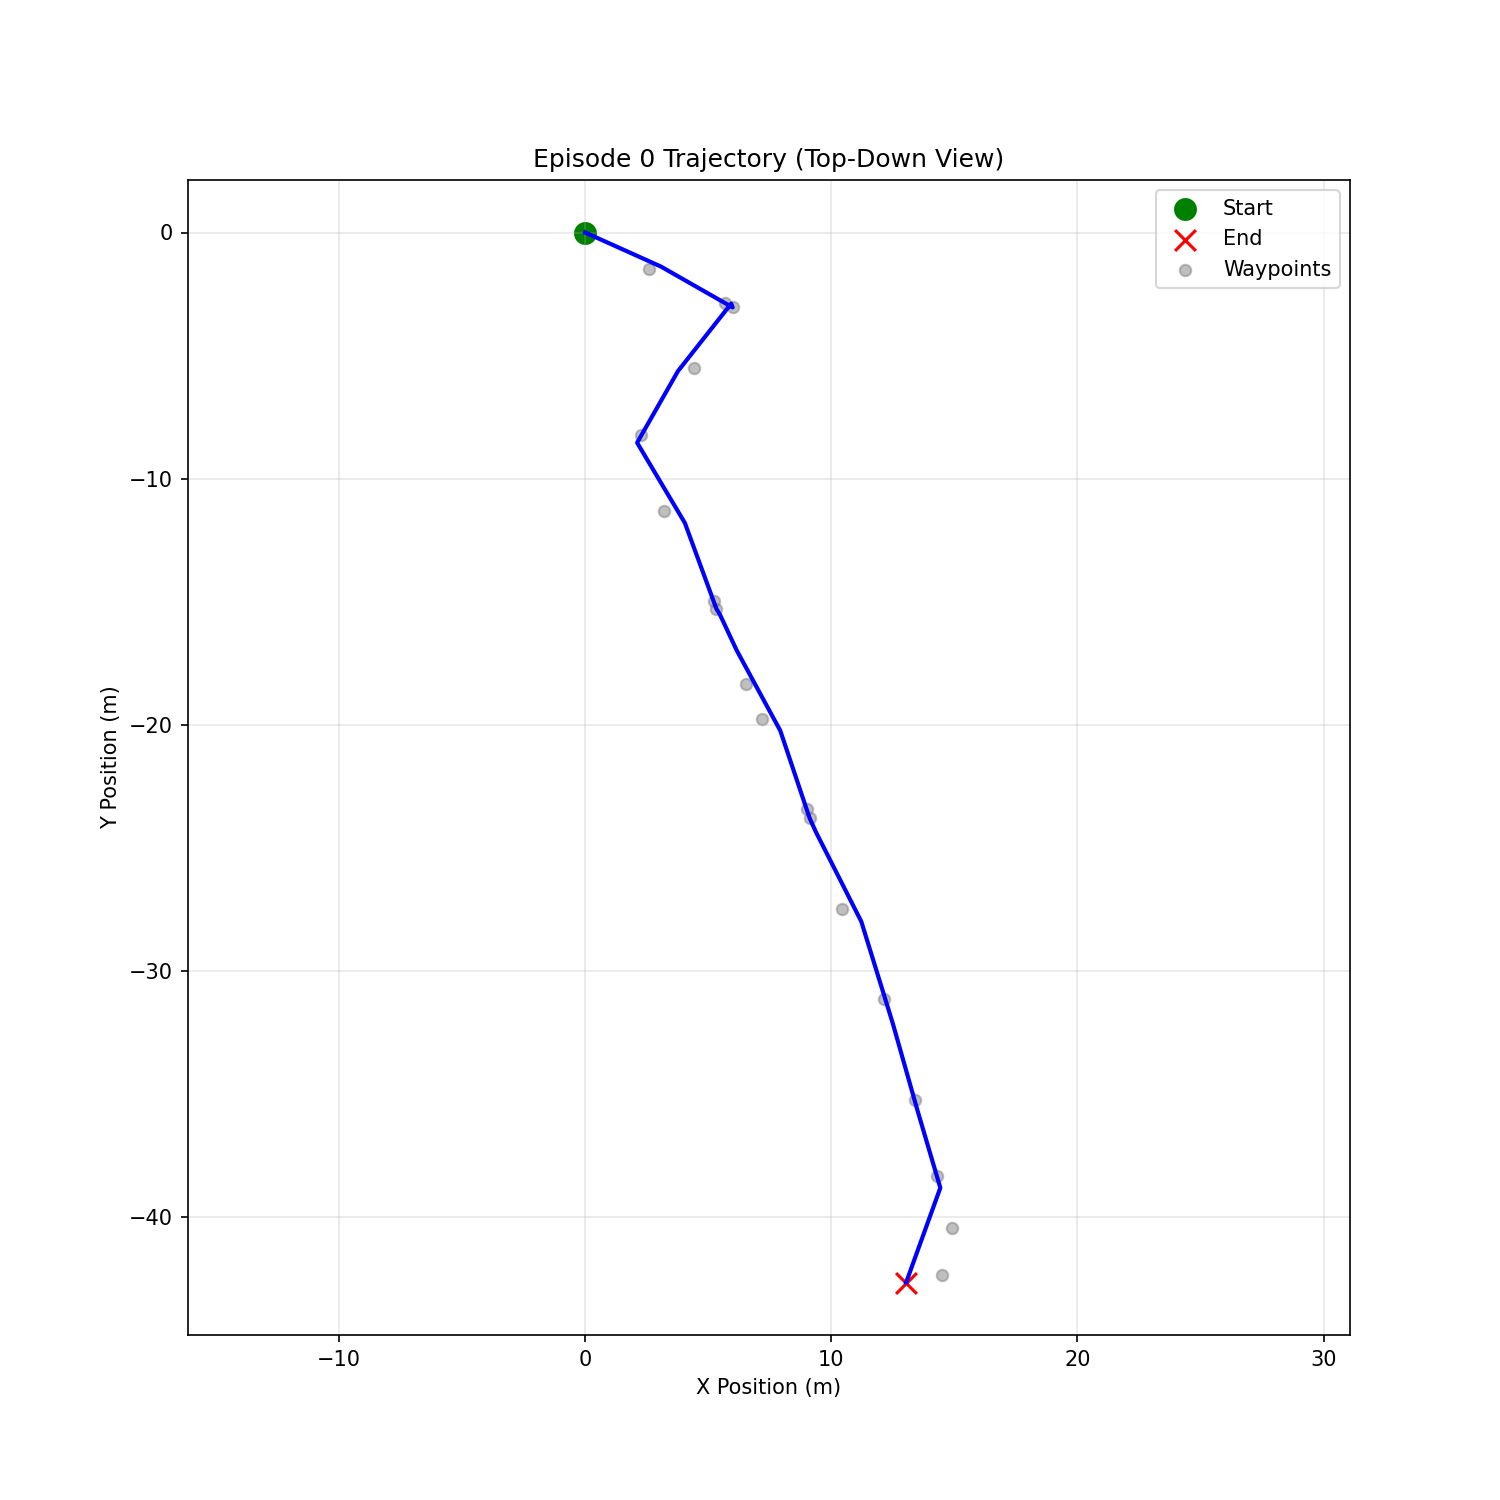 Episode 0 Trajectory (Top-Down View)
Start
End
Waypoints
0
−10
−20
−30
−40
Y Position (m)
−10
0
10
20
30
X Position (m)